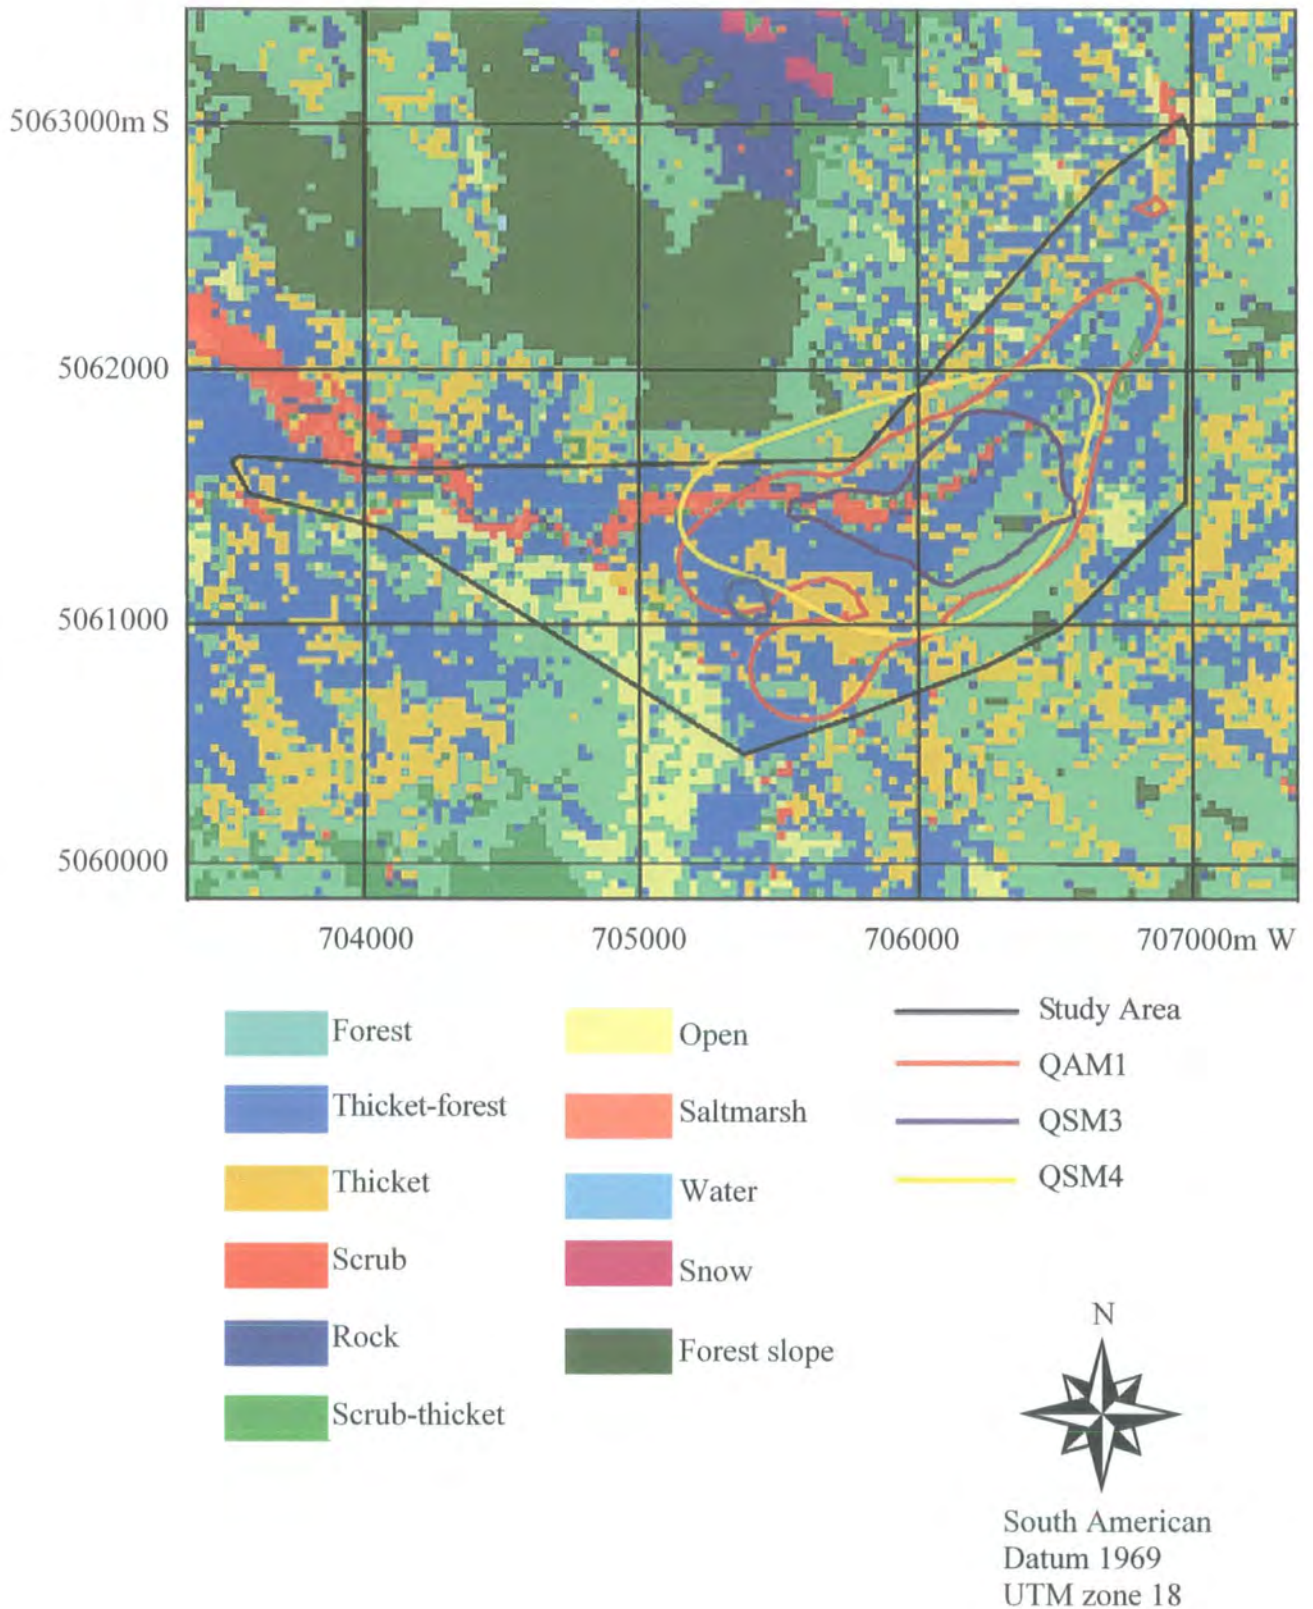 5063000m S
5062000
5061000
5060000
704000
705000
706000
707000m W
Forest
Thicket-forest
Thicket
Scrub
Rock
Scrub-thicket
Open
Saltmarsh
Water
Snow
Forest slope
Study Area
QAM1
QSM3
QSM4
N
South American
Datum 1969
UTM zone 18